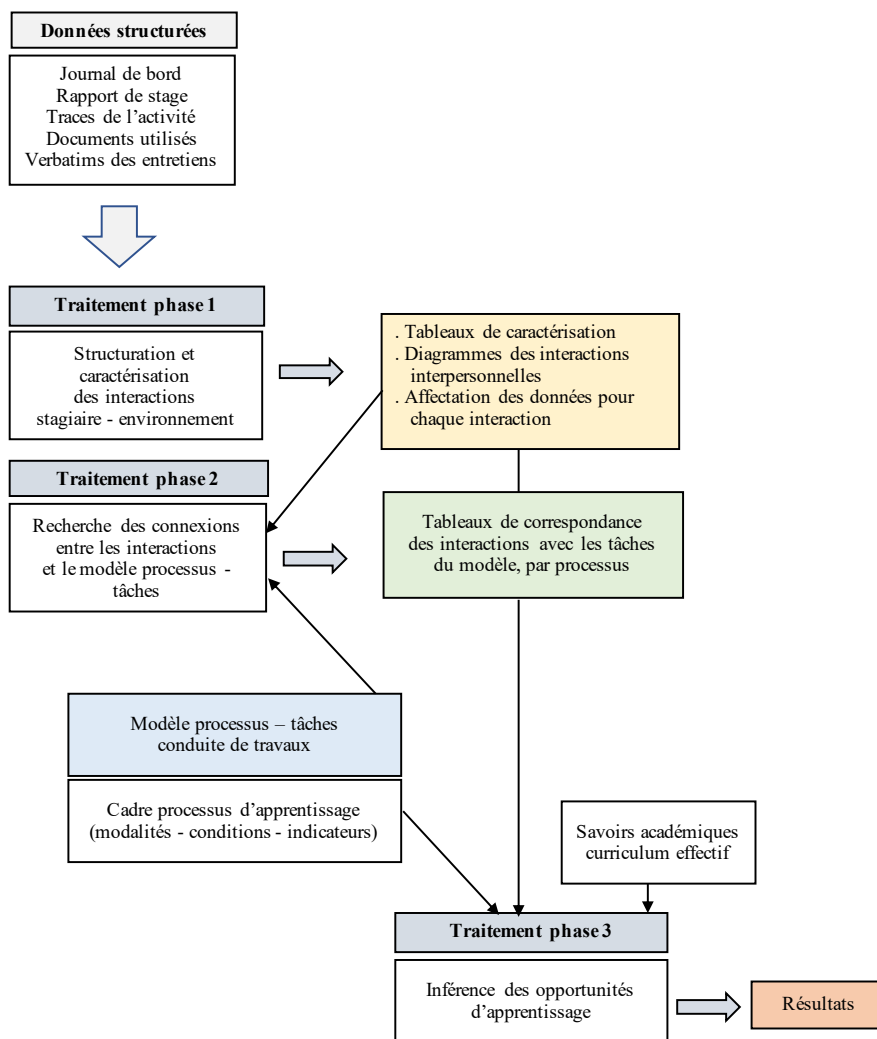 Données structurées
Journal de bord
Rapport de stage
Traces de l'activité
Documents utilisés
Verbatims des entretiens
Traitement phase 1
Structuration et
caractérisation
des interactions
stagiaire - environnement
. Tableaux de caractérisation
. Diagrammes des interactions
interpersonnelles
. Affectation des données pour
chaque interaction
Traitement phase 2
Recherche des connexions
entre les interactions
et le modèle processus -
tâches
Tableaux de correspondance
des interactions avec les tâches
du modèle, par processus
Modèle processus – tâches
conduite de travaux
Cadre processus d'apprentissage
(modalités - conditions - indicateurs)
Savoirs académiques
curriculum effectif
Traitement phase 3
Inférence des opportunités
d'apprentissage
Résultats